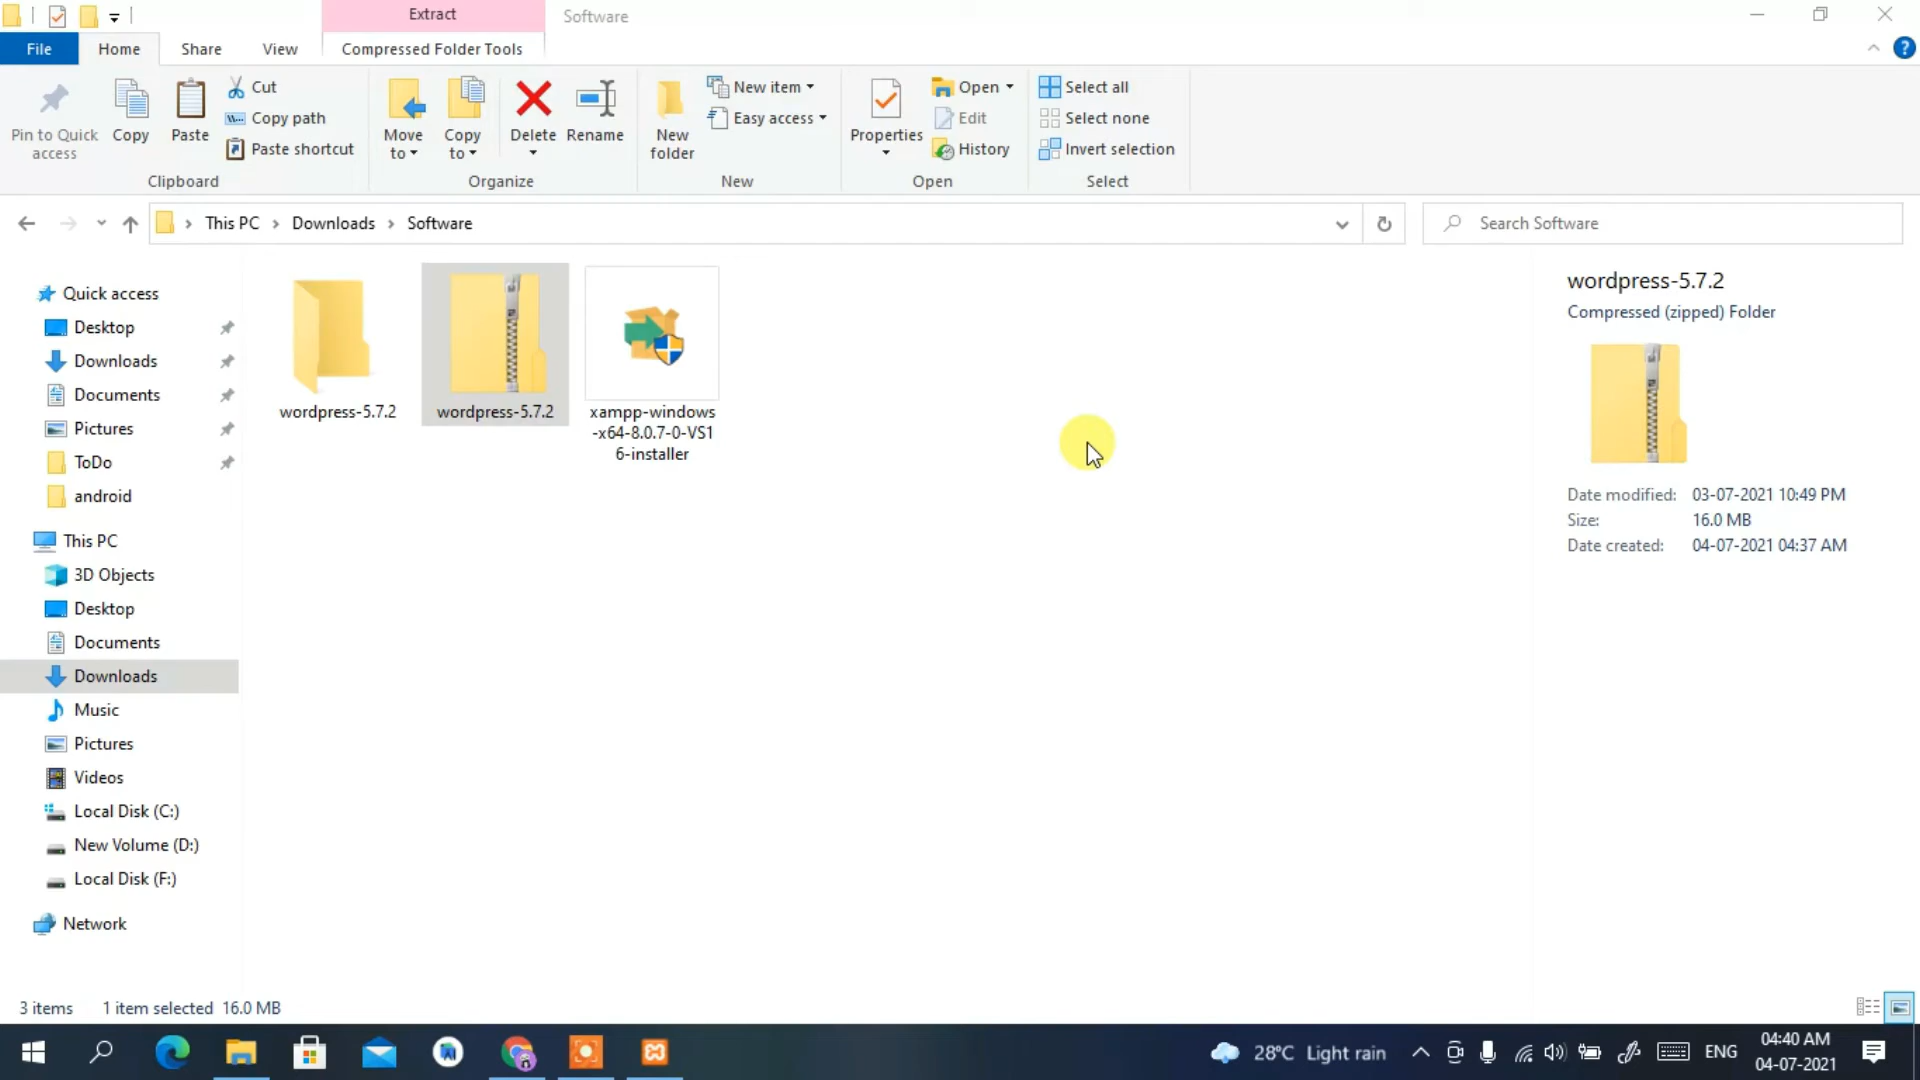 Extract
Software
File
Home
Share
View
Compressed Folder Tools
Pin to Quick
access
Copy
Paste
Cut
Copy path
Paste shortcut
Clipboard
Move
to
Copy
to
Delete
Rename
Organize
New
folder
New item
Easy access
New
Properties
Open
Edit
History
Open
Select all
Select none
Invert selection
Select
This PC
Downloads
Software
Search Software
Quick access
Desktop
Downloads
Documents
Pictures
ToDo
android
This PC
3D Objects
Desktop
Documents
Downloads
Music
Pictures
Videos
Local Disk (C:)
New Volume (D:)
Local Disk (F:)
Network
wordpress-5.7.2
wordpress-5.7.2
xampp-windows
-x64-8.0.7-0-VS1
6-installer
wordpress-5.7.2
Compressed (zipped) Folder
Date modified: 03-07-2021 10:49 PM
Size: 16.0 MB
Date created: 04-07-2021 04:37 AM
3 items 1 item selected 16.0 MB
28°C Light rain
ENG
04:40 AM
04-07-2021